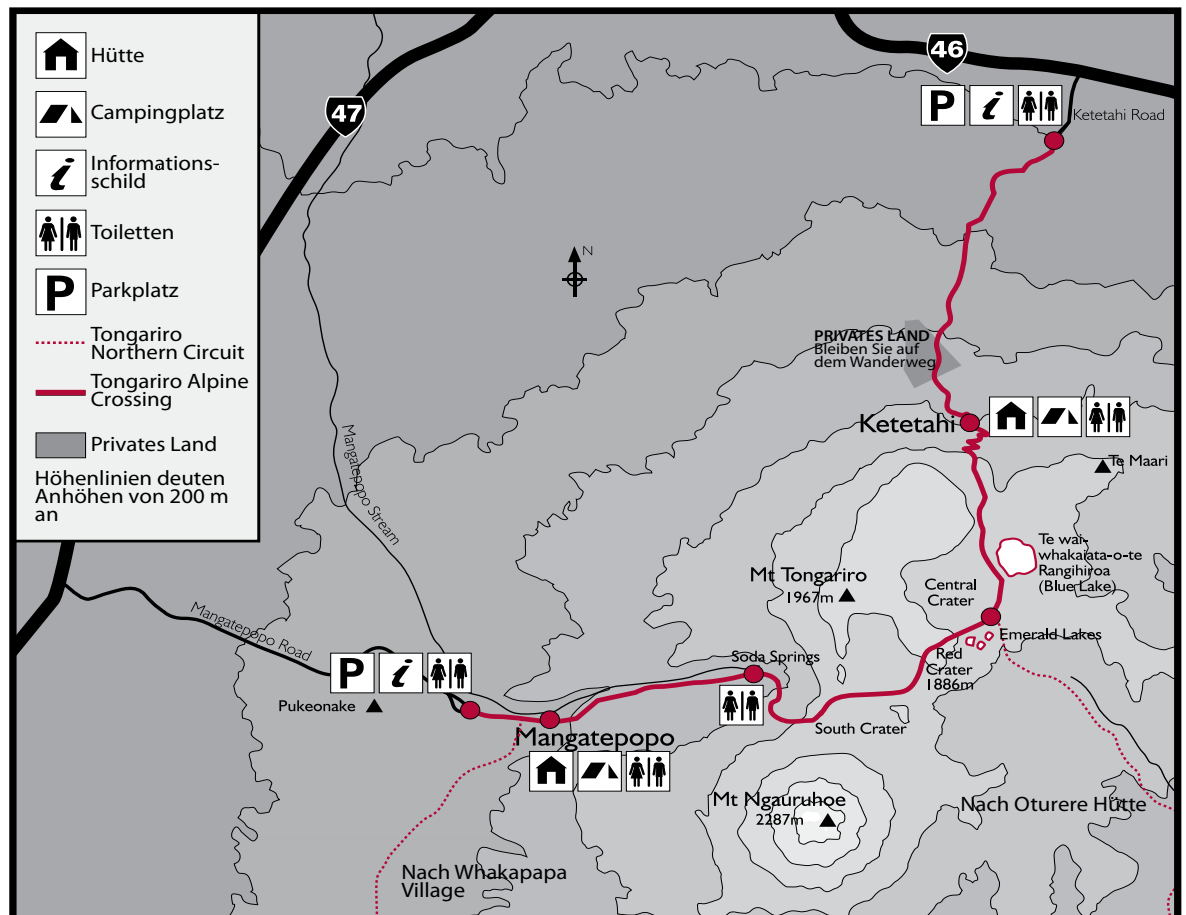 Hütte
Campingplatz
Informations-
schild
Toiletten
P
Parkplatz
Tongariro
Northern Circuit
Tongariro Alpine
Crossing
Privates Land
Höhenlinien deuten
Anhöhen von 200 m
an
47
46
P i
Ketetahi Road
N
PRIVATES LAND
Bleiben Sie auf
dem Wanderweg
Ketetahi
Te Maari
Mangatepopo Stream
Te wai-
whakaiata-o-te
Rangihiroa
(Blue Lake)
Mt Tongariro
1967m
Central
Crater
Emerald Lakes
Red
Crater
1886m
Mangatepopo Road
Soda Springs
P i
Pukeonake
South Crater
Mangatepopo
Mt Ngauruhoe
2287m
Nach Oturere Hütte
Nach Whakapapa
Village